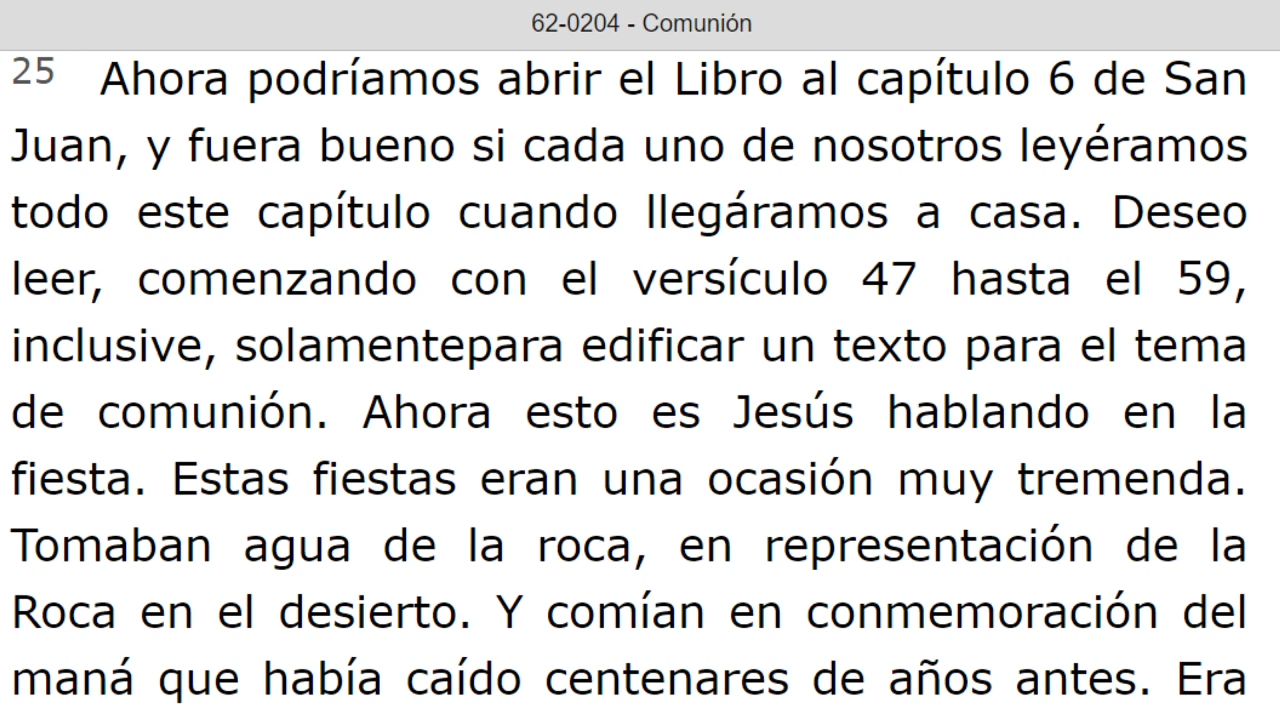 62-0204 - Comunión
25 Ahora podríamos abrir el Libro al capítulo 6 de San
Juan, y fuera bueno si cada uno de nosotros leyéramos
todo este capítulo cuando llegáramos a casa. Deseo
leer, comenzando con el versículo 47 hasta el 59,
inclusive, solamentepara edificar un texto para el tema
de comunión. Ahora esto es Jesús hablando en la
fiesta. Estas fiestas eran una ocasión muy tremenda.
Tomaban agua de la roca, en representación de la
Roca en el desierto. Y comían en conmemoración del
maná que había caído centenares de años antes. Era